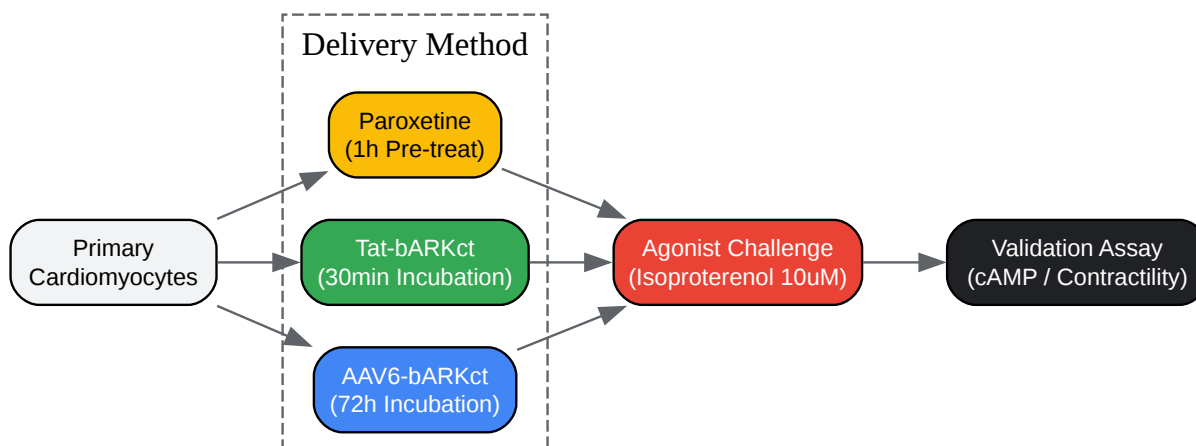 Delivery Method
Paroxetine
(1h Pre-treat)
Primary
Cardiomyocytes
Tat-bARKct
(30min Incubation)
Agonist Challenge
(Isoproterenol 10uM)
Validation Assay
(cAMP / Contractility)
AAV6-bARKct
(72h Incubation)